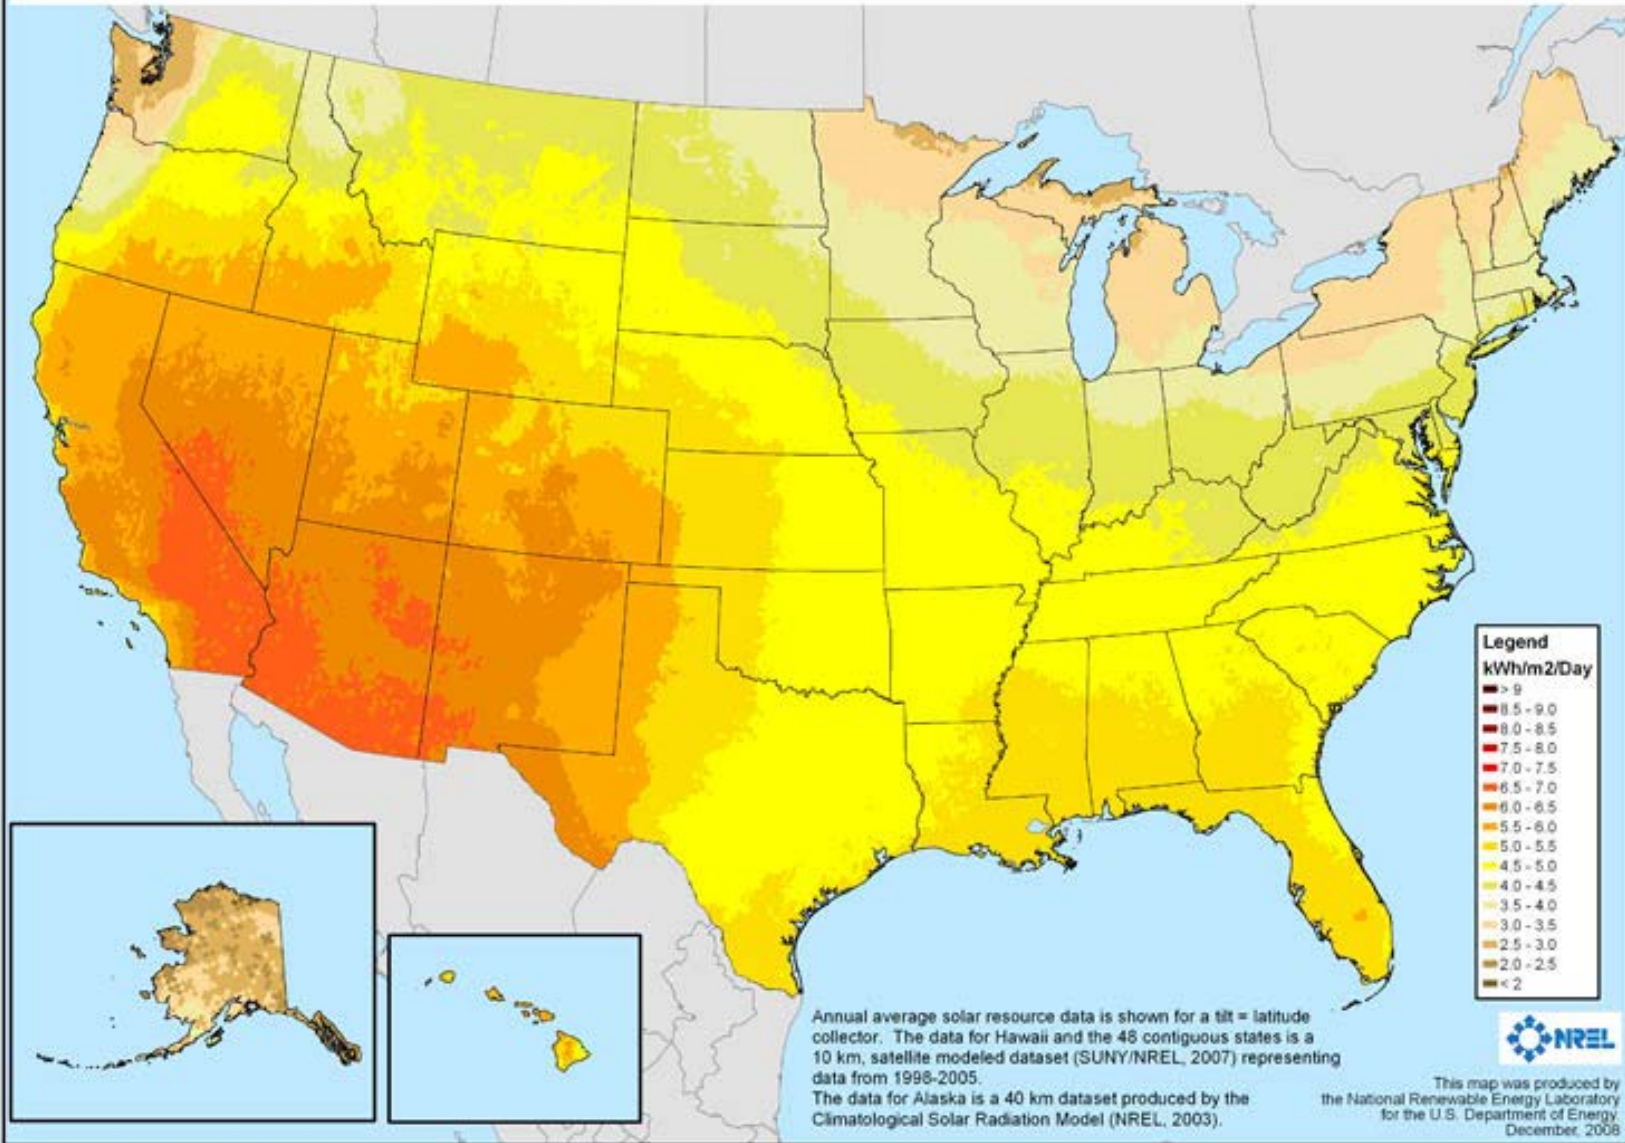 Legend
kWh/m2/Day
> 9
8.5 - 9.0
8.0 - 8.5
7.5 - 8.0
7.0 - 7.5
6.5 - 7.0
6.0 - 6.5
5.5 - 6.0
5.0 - 5.5
4.5 - 5.0
4.0 - 4.5
3.5 - 4.0
3.0 - 3.5
2.5 - 3.0
2.0 - 2.5
< 2
Annual average solar resource data is shown for a tilt = latitude
collector. The data for Hawaii and the 48 contiguous states is a
10 km, satellite modeled dataset (SUNY/NREL, 2007) representing
data from 1998-2005.
The data for Alaska is a 40 km dataset produced by the
Climatological Solar Radiation Model (NREL, 2003).
NREL
This map was produced by
the National Renewable Energy Laboratory
for the U.S. Department of Energy.
December, 2008